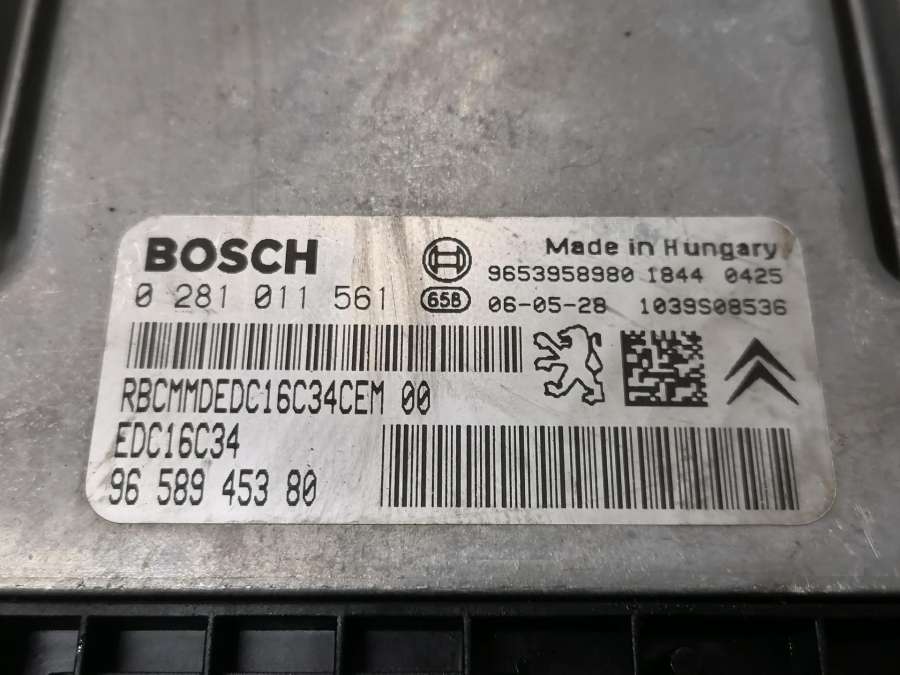 BOSCH
Made in Hungary
9653958980 1844 0425
0 281 011 561
658
06-05-28 1039S08536
RBCMMDEDC16C34CEM 00
EDC16C34
96 589 453 80